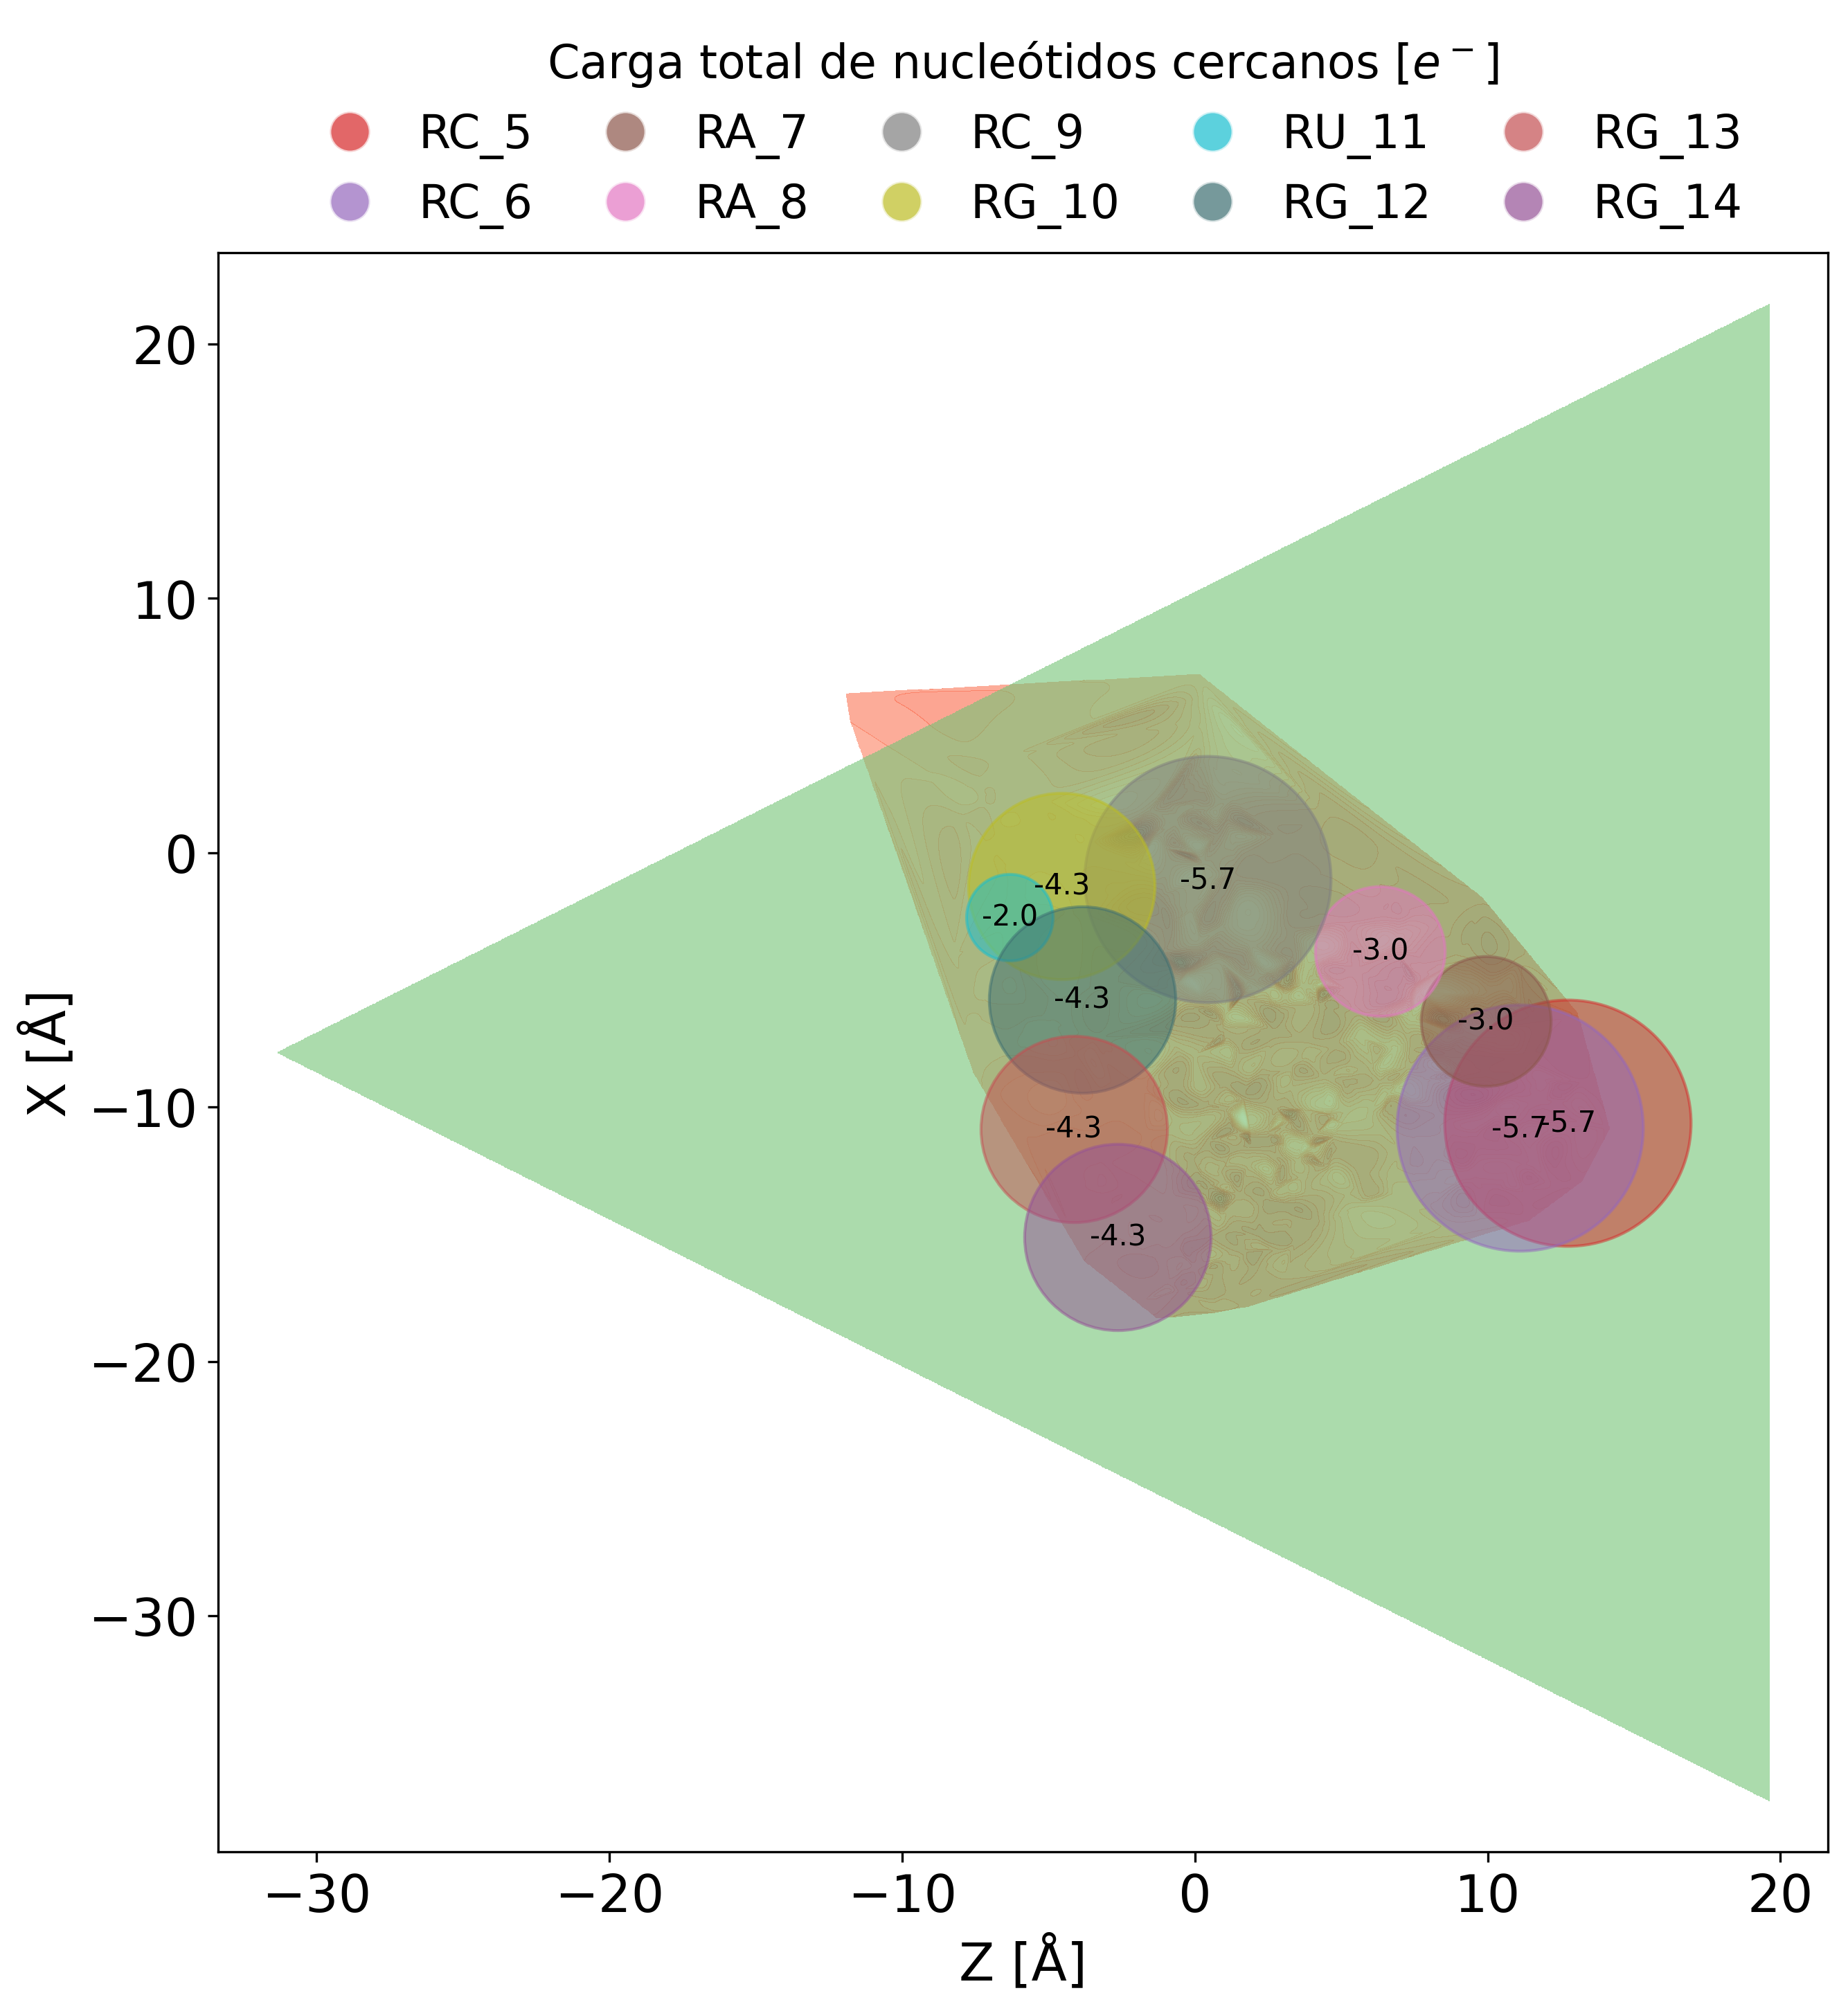 Carga total de nucleótidos cercanos [e⁻]
RC_5 RA_7 RC_9 RU_11 RG_13
RC_6 RA_8 RG_10 RG_12 RG_14
20
10
0
−10
−20
−30
X [Å]
-5.7
-4.3
-2.0
-3.0
-4.3
-3.0
-4.3
-5.7
-5.7
-4.3
−30 −20 −10 0 10 20
Z [Å]